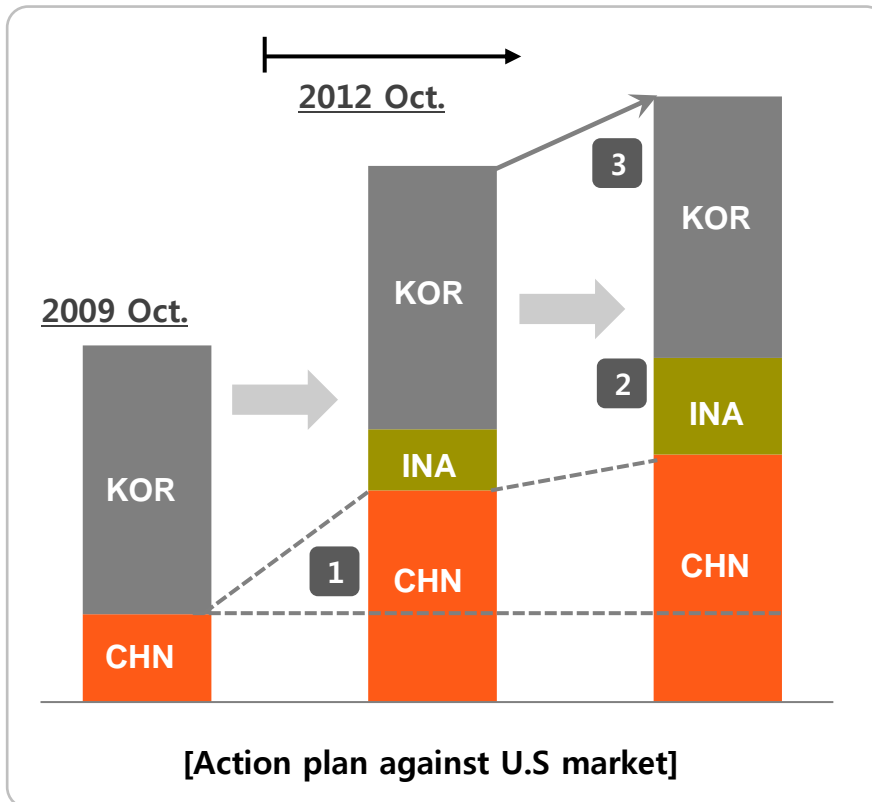 2012 Oct.
3
KOR
KOR
2009 Oct.
2
INA
INA
KOR
1
CHN
CHN
CHN
[Action plan against U.S market]